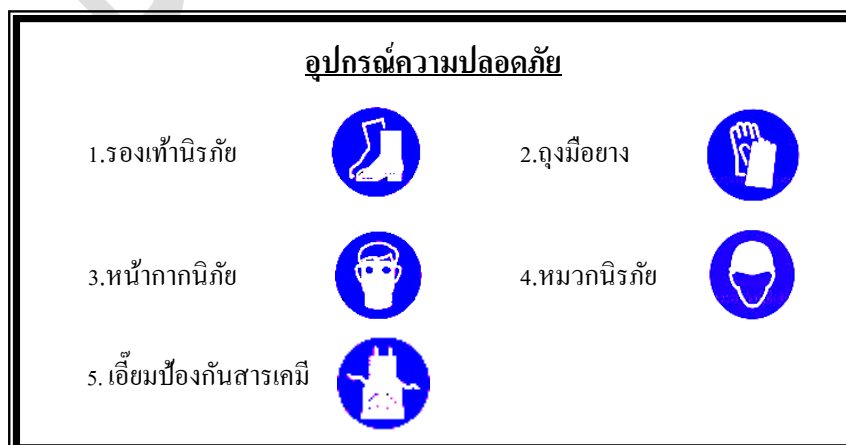 อุปกรณ์ความปลอดภัย
1.รองเท้านิรภัย
2.ถุงมือยาง
3.หน้ากากนิภัย
4.หมวกนิรภัย
5. เอี๊ยมป้องกันสารเคมี